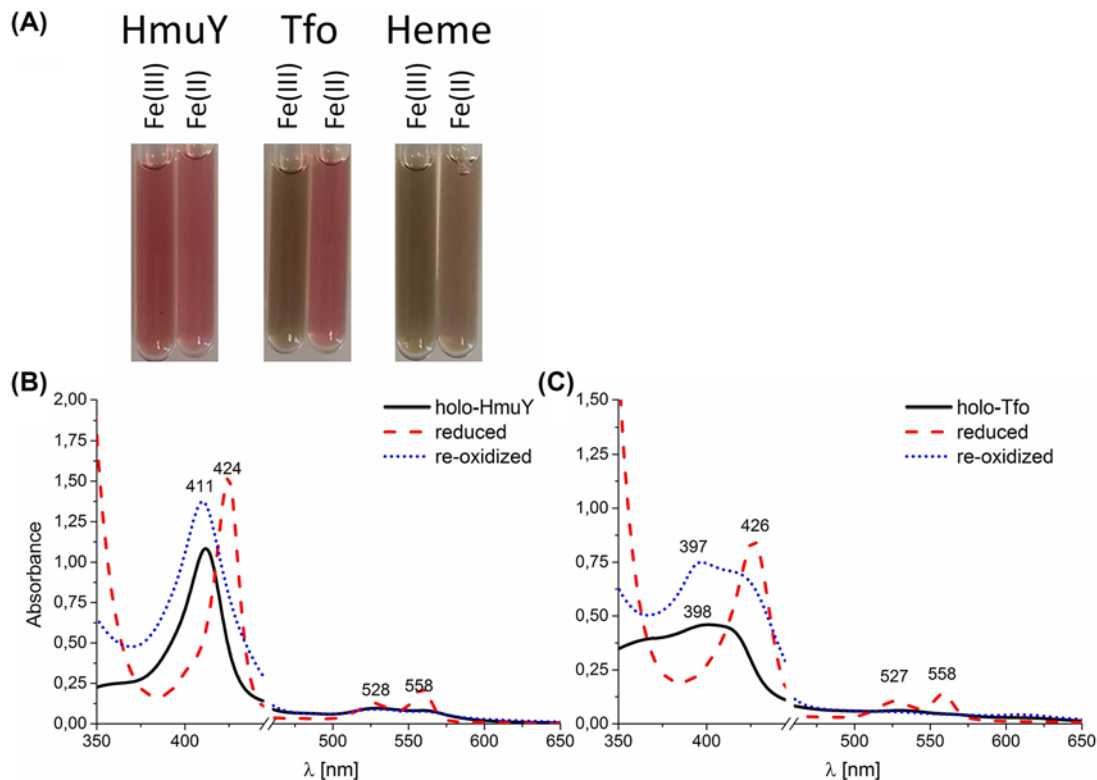 (A)
HmuY Tfo Heme
Fe(III) Fe(II) Fe(III) Fe(II) Fe(III) Fe(II)
(B)
2,00
1,75
1,50
1,25
1,00
0,75
0,50
0,25
0,00
Absorbance
holo-HmuY
reduced
re-oxidized
411
424
528
558
350 400 500 550 600 650
λ [nm]
(C)
1,50
1,25
1,00
0,75
0,50
0,25
0,00
holo-Tfo
reduced
re-oxidized
397
426
398
527
558
350 400 500 550 600 650
λ [nm]